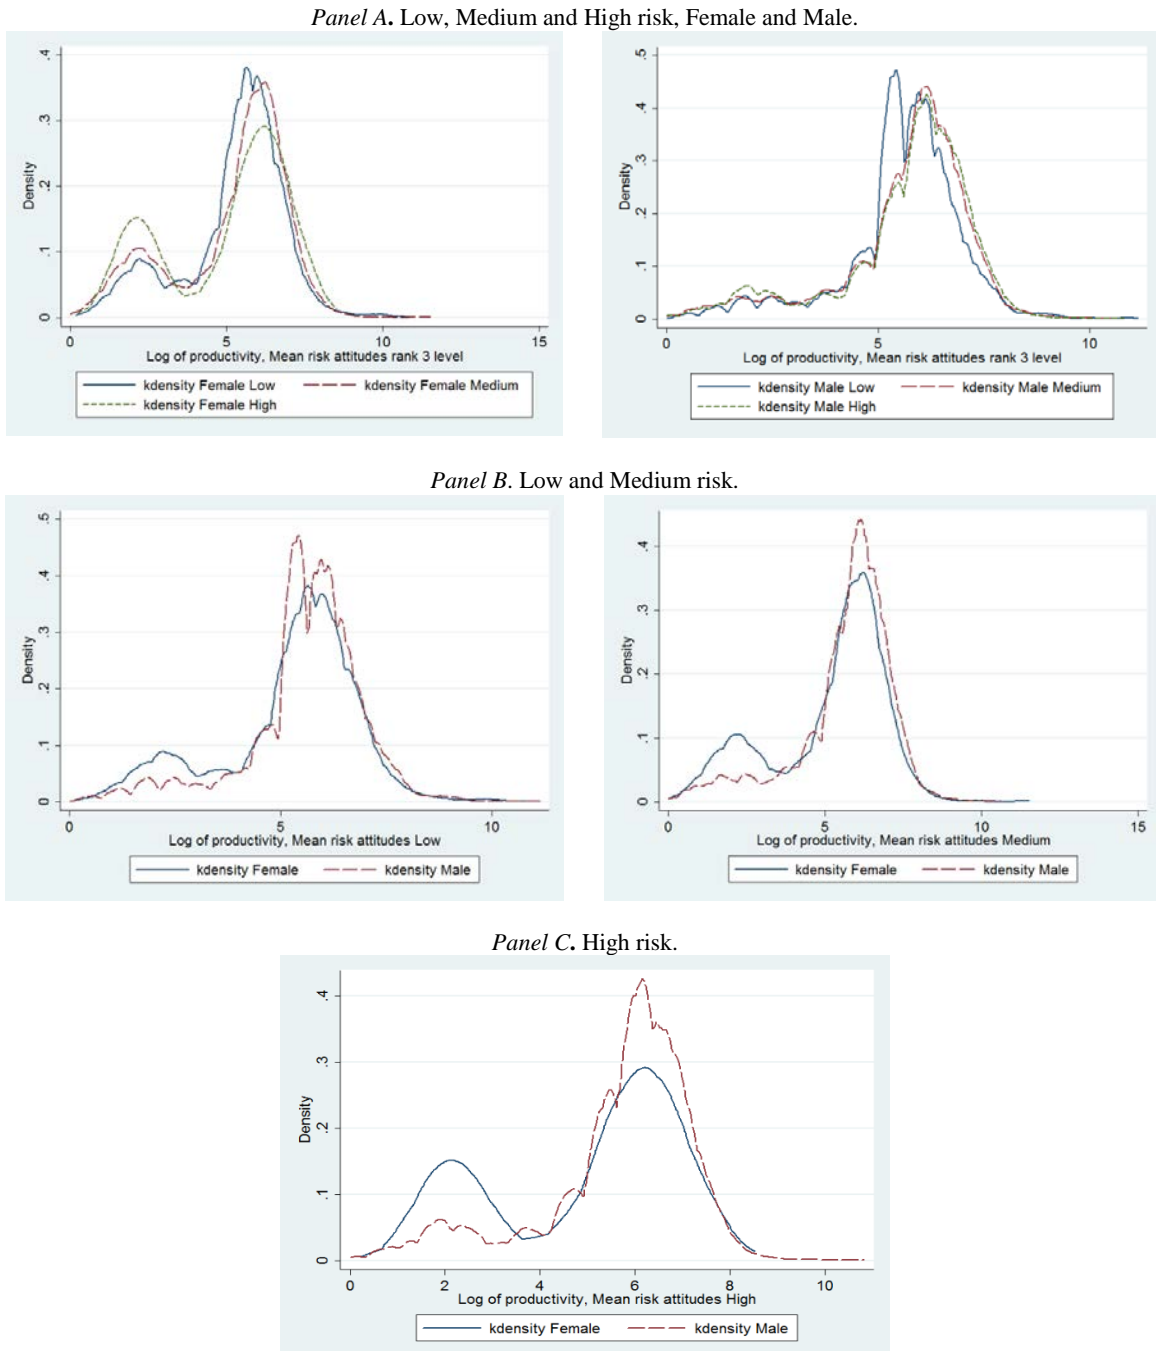 Panel A. Low, Medium and High risk, Female and Male.
.4
.3
.2
.1
0
Density
0 5 10 15
Log of productivity, Mean risk attitudes rank 3 level
kdensity Female Low kdensity Female Medium
kdensity Female High
.5
.4
.3
.2
.1
0
Density
0 5 10
Log of productivity, Mean risk attitudes rank 3 level
kdensity Male Low kdensity Male Medium
kdensity Male High
Panel B. Low and Medium risk.
.5
.4
.3
.2
.1
0
Density
0 5 10
Log of productivity, Mean risk attitudes Low
kdensity Female kdensity Male
.4
.3
.2
.1
0
Density
0 5 10 15
Log of productivity, Mean risk attitudes Medium
kdensity Female kdensity Male
Panel C. High risk.
.4
.3
.2
.1
0
Density
0 2 4 6 8 10
Log of productivity, Mean risk attitudes High
kdensity Female kdensity Male